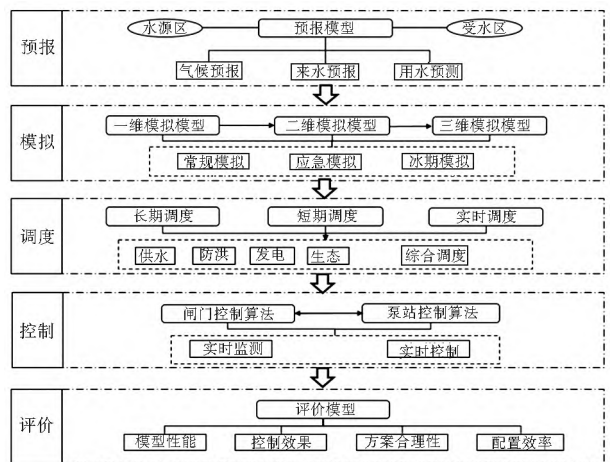 预报
水源区 预报模型 受水区
气候预报 来水预报 用水预测
模拟
一维模拟模型 二维模拟模型 三维模拟模型
常规模拟 应急模拟 冰期模拟
调度
长期调度 短期调度 实时调度
供水 防洪 发电 生态 综合调度
控制
闸门控制算法 泵站控制算法
实时监测 实时控制
评价
评价模型
模型性能 控制效果 方案合理性 配置效率